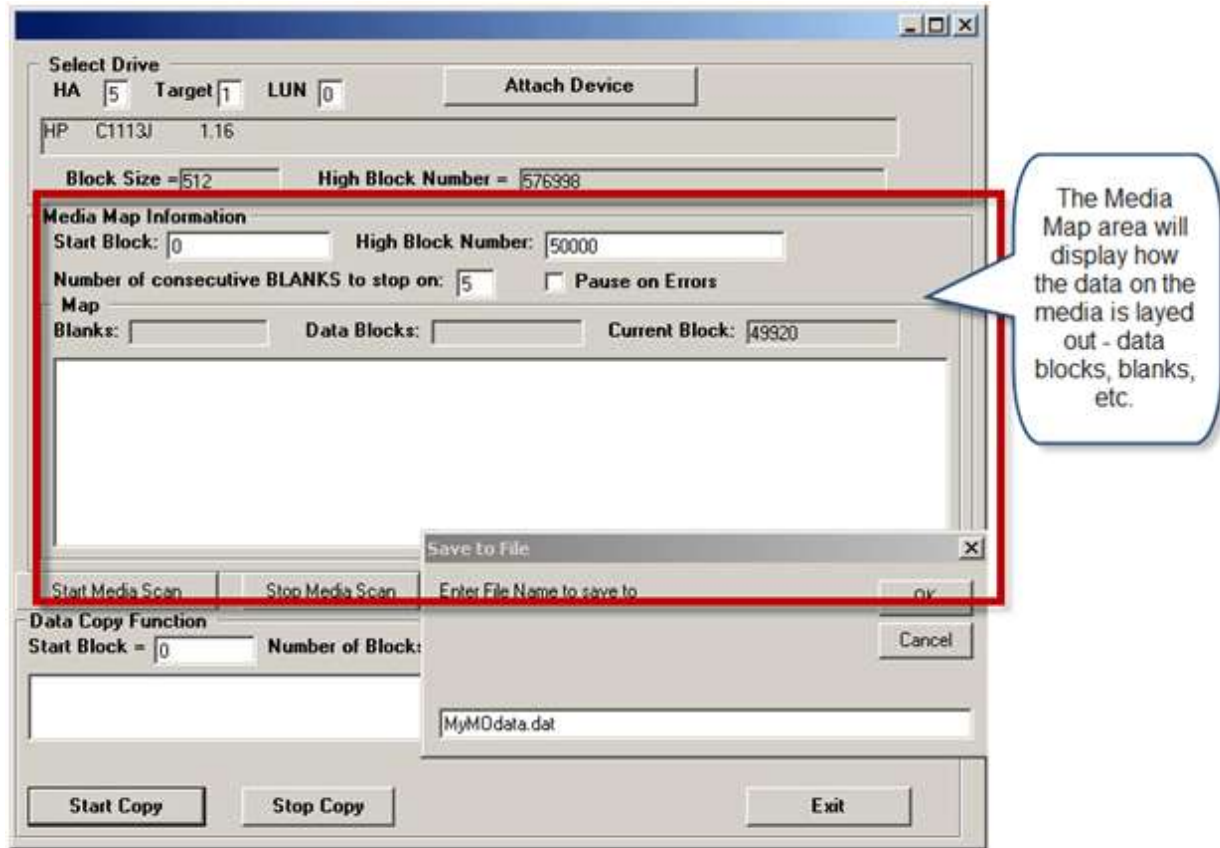 Select Drive
HA 5 Target 1 LUN 0 Attach Device
HP C1113J 1.16
Block Size = 512 High Block Number = 576998
Media Map Information
Start Block: 0 High Block Number: 50000
Number of consecutive BLANKS to stop on: 5 Pause on Errors
Map
Blanks: Data Blocks: Current Block: 49920
The Media
Map area will
display how
the data on the
media is layed
out - data
blocks, blanks,
etc.
Start Media Scan Stop Media Scan
Save to File
Enter File Name to save to OK
Cancel
MyMOdata.dat
Data Copy Function
Start Block = 0 Number of Blocks
Start Copy Stop Copy Exit